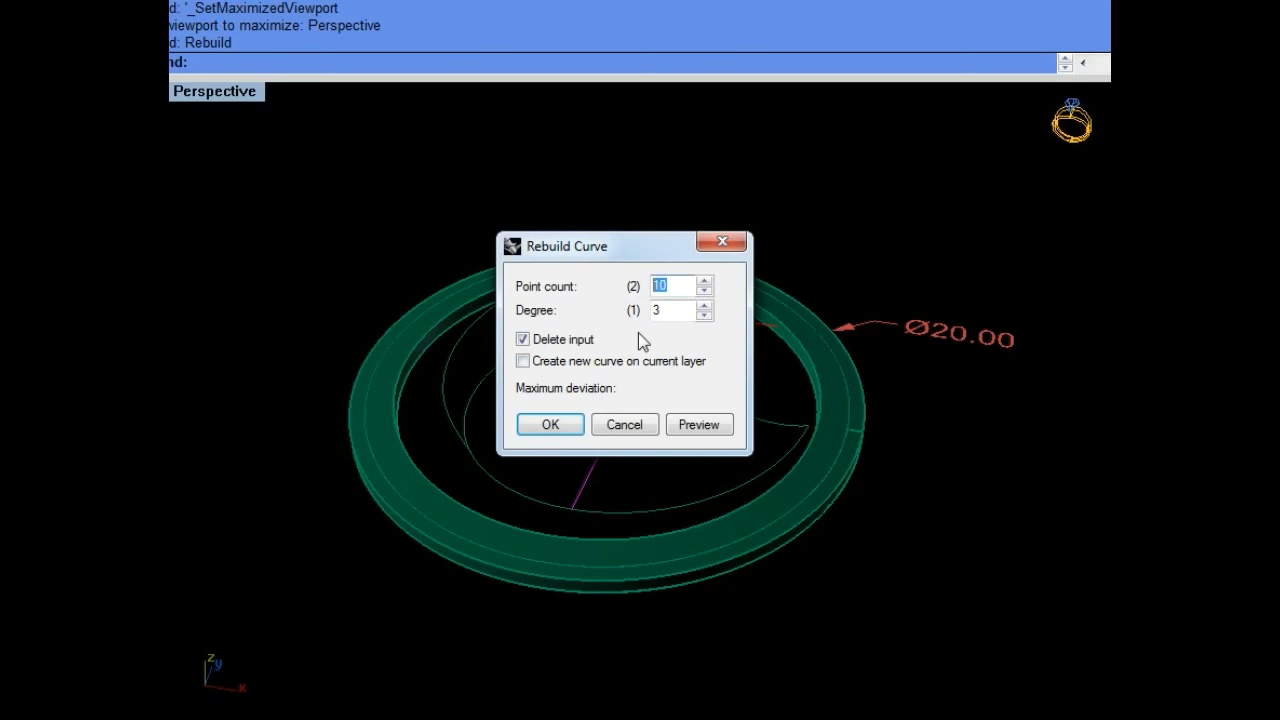 d: '_SetMaximizedViewport
viewport to maximize: Perspective
d: Rebuild
nd:
Perspective
Rebuild Curve
Point count: (2) 10
Degree: (1) 3
Delete input
Create new curve on current layer
Maximum deviation:
OK Cancel Preview
Ø20.00
z
y
x